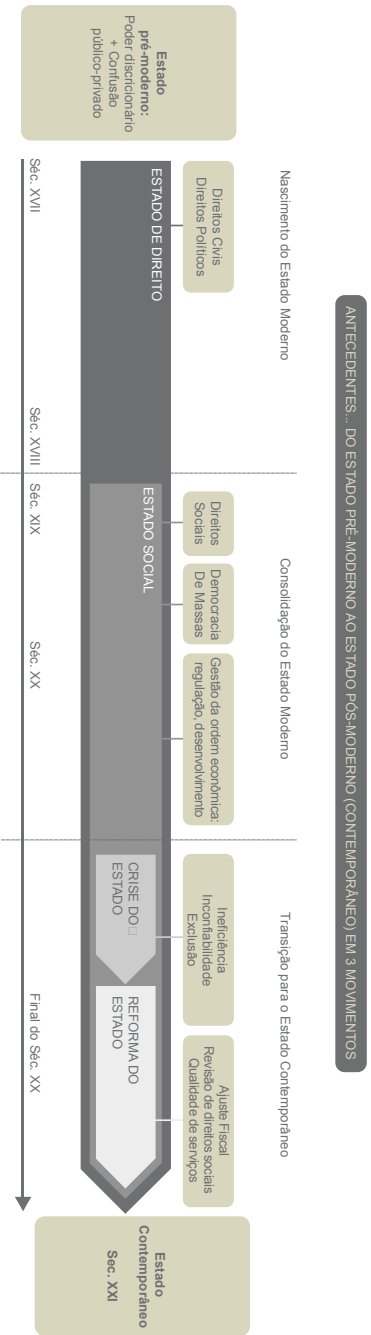 ANTECEDENTES... DO ESTADO PRÉ-MODERNO AO ESTADO PÓS-MODERNO (CONTEMPORÂNEO) EM 3 MOVIMENTOS
Nascimento do Estado Moderno
Consolidação do Estado Moderno
Transição para o Estado Contemporâneo
Estado
pré-moderno:
Poder discricionário
+ Confusão
público-privado
Direitos Civis
Direitos Políticos
Direitos
Sociais
Democracia
De Massas
Gestão da ordem econômica:
regulação, desenvolvimento
Ineficiência
Inconfiabilidade
Exclusão
Ajuste Fiscal
Revisão de direitos sociais
Qualidade de serviços
ESTADO DE DIREITO
ESTADO SOCIAL
CRISE DO
ESTADO
REFORMA DO
ESTADO
Estado
Contemporâneo
Sec. XXI
Séc. XVII
Séc. XVIII
Séc. XIX
Séc. XX
Final do Séc. XX